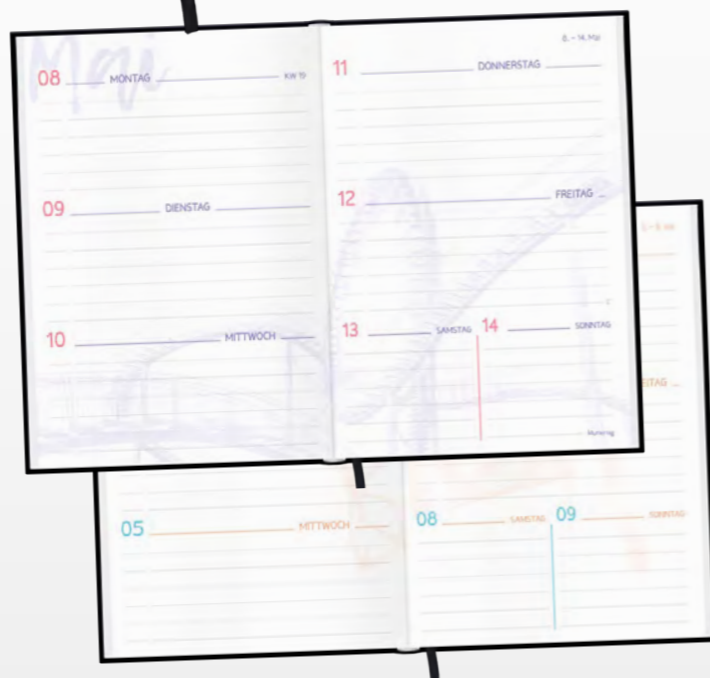 Mai
08 MONTAG KW 19
09 DIENSTAG
10 MITTWOCH
8. – 14. Mai
11 DONNERSTAG
12 FREITAG
13 SAMSTAG 14 SONNTAG
Muttertag
EITAG
05 MITTWOCH
08 SAMSTAG 09 SONNTAG